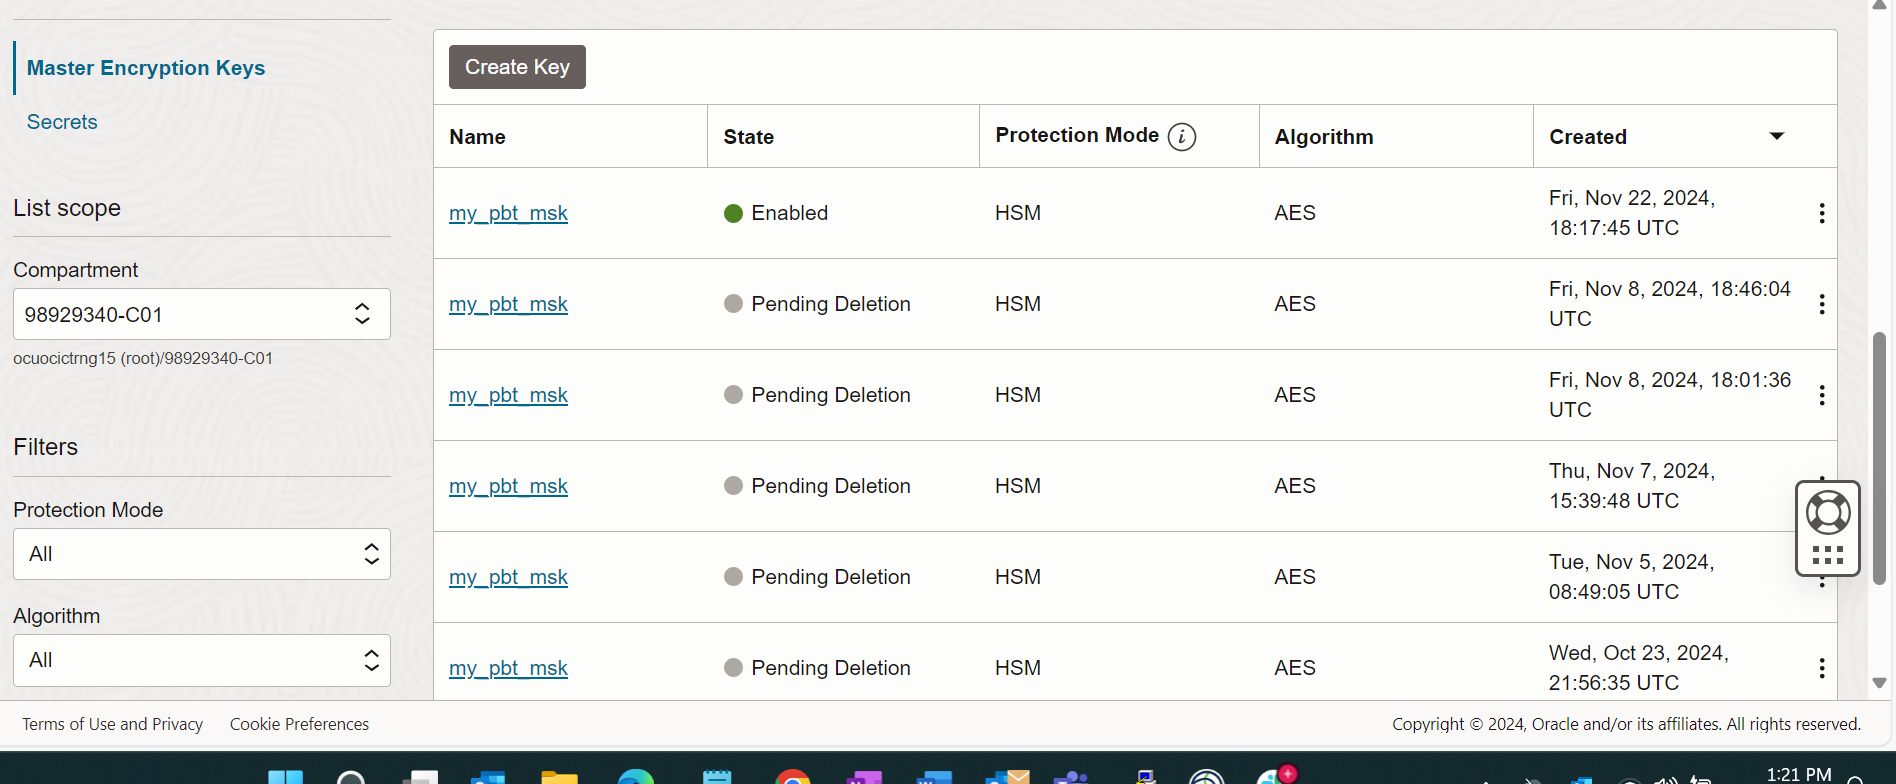 Master Encryption Keys
Secrets
List scope
Compartment
98929340-C01
ocuocictrng15 (root)/98929340-C01
Filters
Protection Mode
All
Algorithm
All
Create Key
Name State Protection Mode i Algorithm Created
my_pbt_msk Enabled HSM AES Fri, Nov 22, 2024,
18:17:45 UTC
my_pbt_msk Pending Deletion HSM AES Fri, Nov 8, 2024, 18:46:04
UTC
my_pbt_msk Pending Deletion HSM AES Fri, Nov 8, 2024, 18:01:36
UTC
my_pbt_msk Pending Deletion HSM AES Thu, Nov 7, 2024,
15:39:48 UTC
my_pbt_msk Pending Deletion HSM AES Tue, Nov 5, 2024,
08:49:05 UTC
my_pbt_msk Pending Deletion HSM AES Wed, Oct 23, 2024,
21:56:35 UTC
Terms of Use and Privacy Cookie Preferences Copyright © 2024, Oracle and/or its affiliates. All rights reserved.
1:21 PM